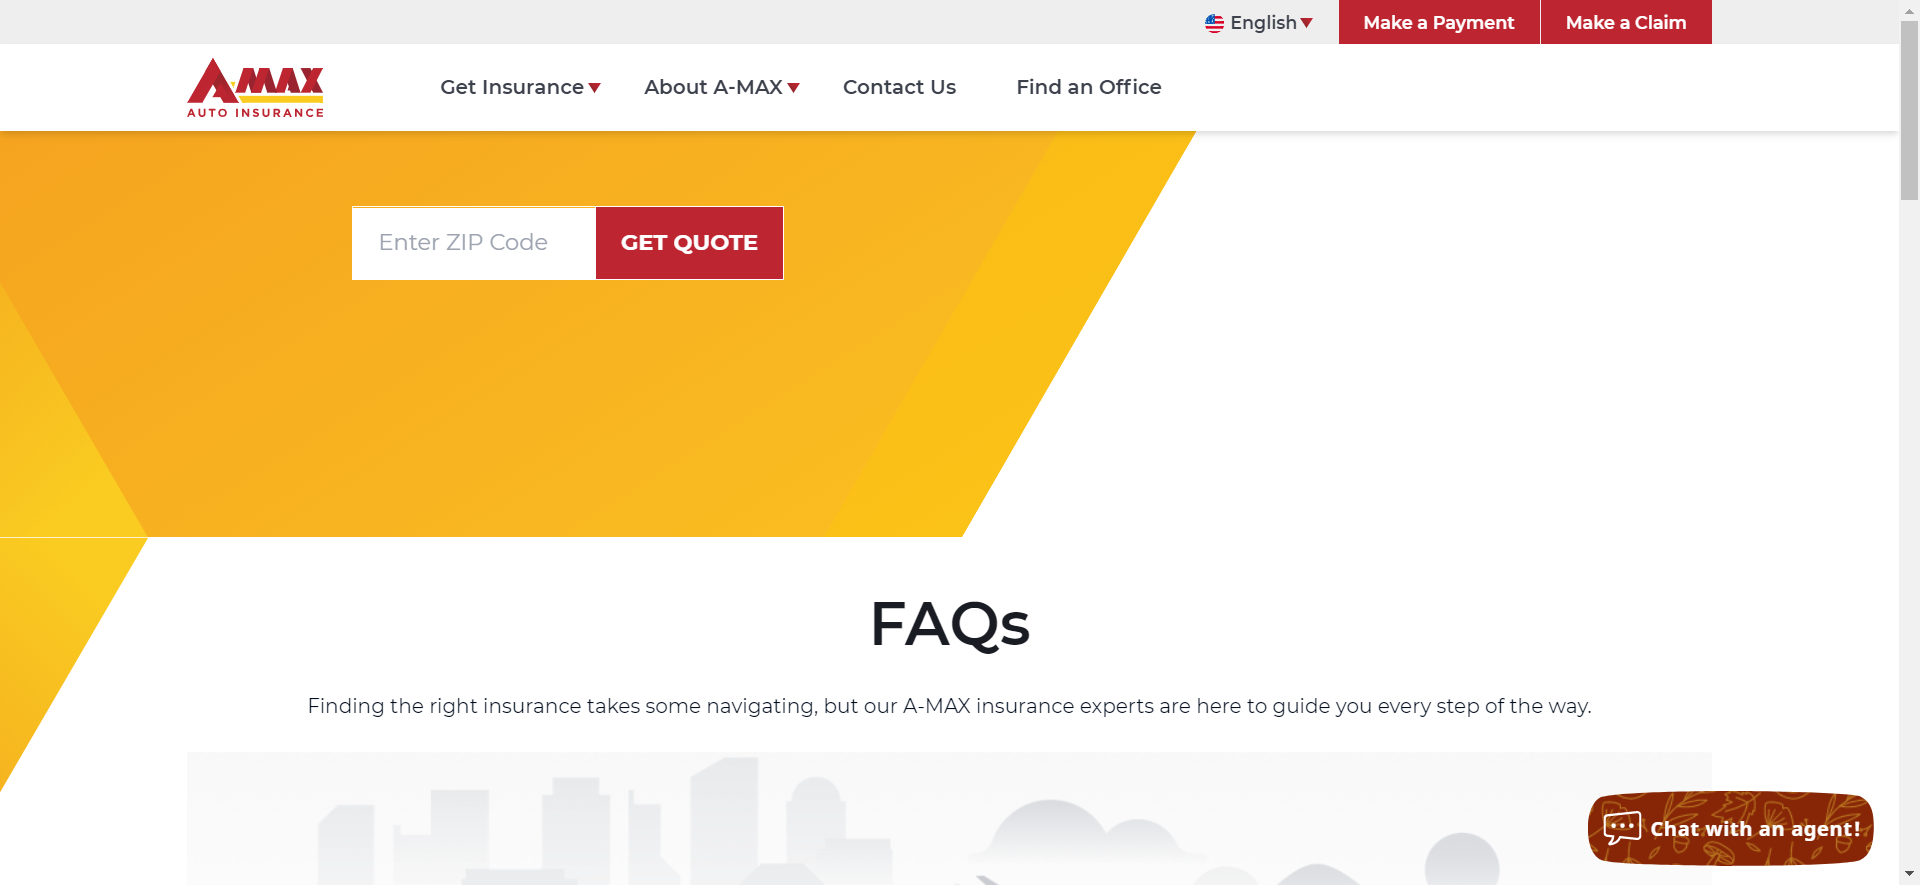 English
Make a Payment
Make a Claim
A-MAX
AUTO INSURANCE
Get Insurance
About A-MAX
Contact Us
Find an Office
Enter ZIP Code
GET QUOTE
FAQs
Finding the right insurance takes some navigating, but our A-MAX insurance experts are here to guide you every step of the way.
Chat with an agent!